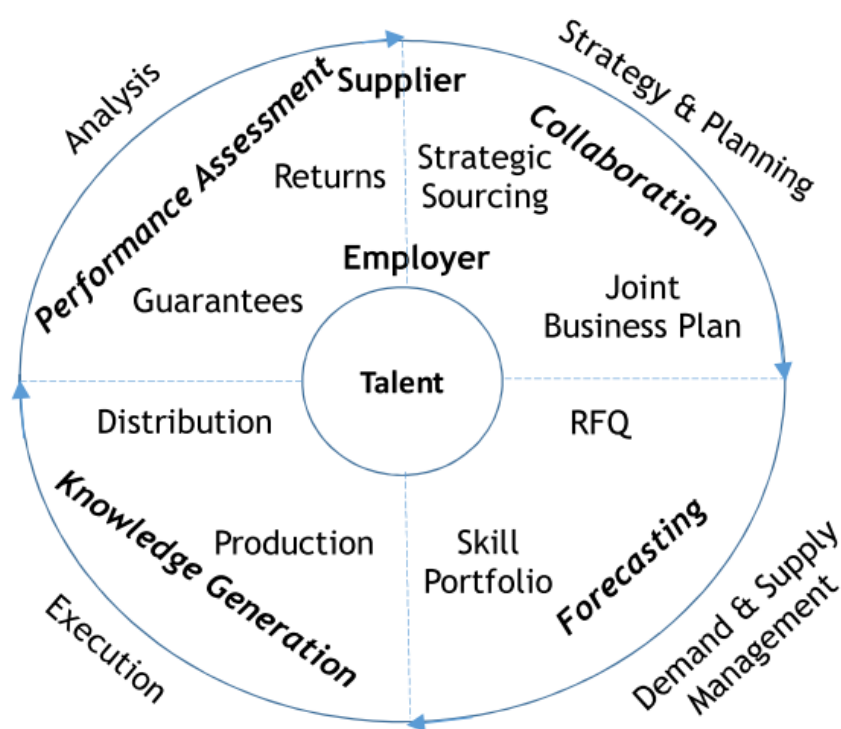 Analysis
Strategy & Planning
Performance Assessment
Supplier
Collaboration
Returns
Strategic
Sourcing
Employer
Guarantees
Joint
Business Plan
Talent
Distribution
RFQ
Knowledge Generation
Production
Skill
Portfolio
Forecasting
Execution
Demand & Supply
Management